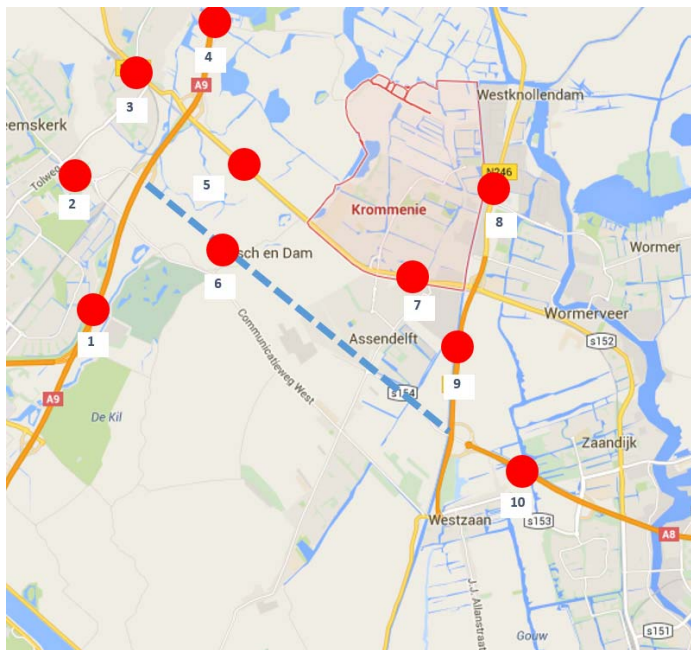 4
A9
Westknollendam
3
eemskerk
Tolweg
2
5
N246
Krommenie
8
sch en Dam
6
Wormer
7
Wormerveer
1
Communicatieweg West
Assendelft
s152
9
s154
A9
De Kil
Zaandijk
10
Westzaan
s153
A8
J.J. Allanstraat
Gouw
s151